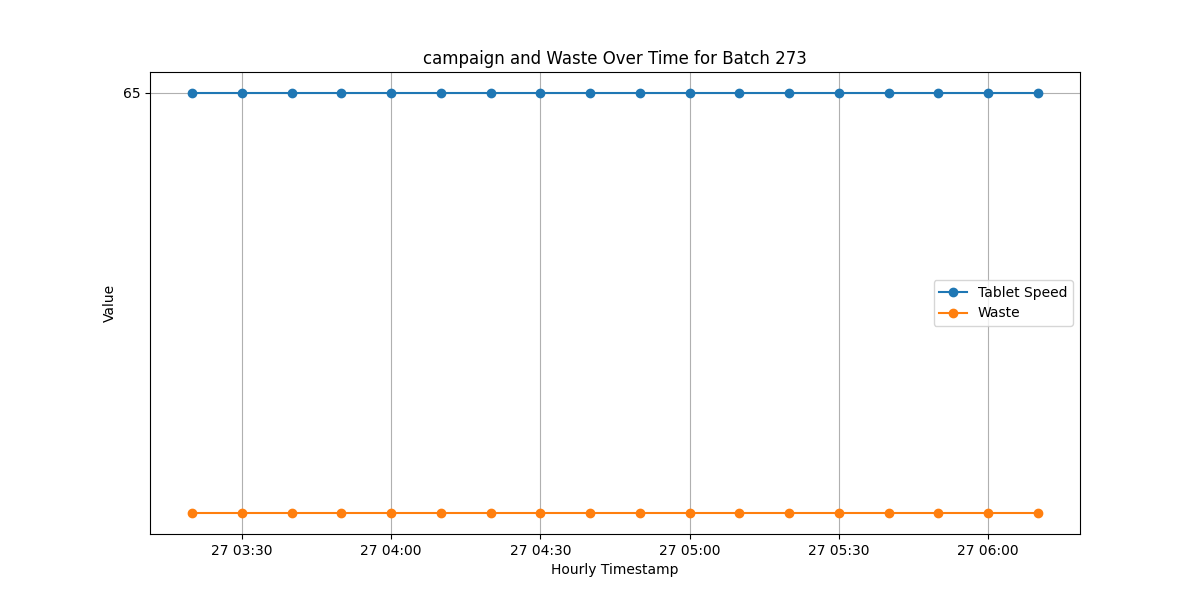 campaign and Waste Over Time for Batch 273
65
Value
Tablet Speed
Waste
27 03:30 27 04:00 27 04:30 27 05:00 27 05:30 27 06:00
Hourly Timestamp